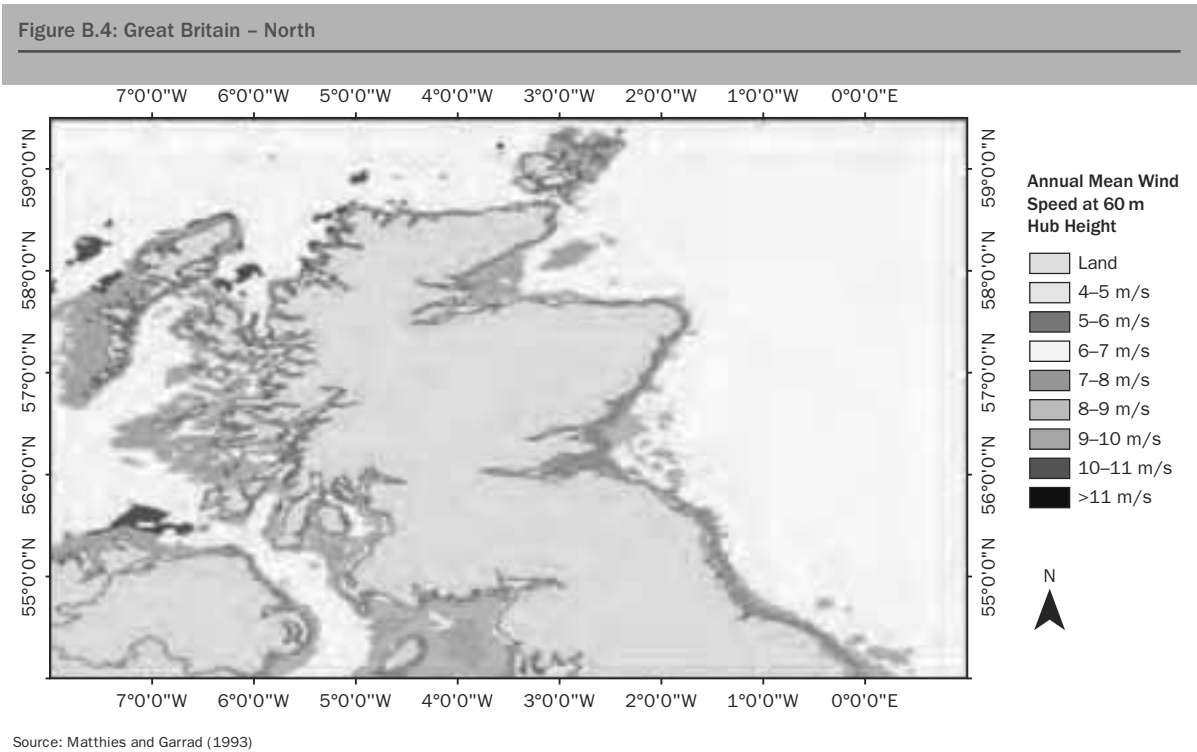 Figure B.4: Great Britain – North
7°0'0"W 6°0'0"W 5°0'0"W 4°0'0"W 3°0'0"W 2°0'0"W 1°0'0"W 0°0'0"E
59°0'0"N
58°0'0"N
57°0'0"N
56°0'0"N
55°0'0"N
59°0'0"N
58°0'0"N
57°0'0"N
56°0'0"N
55°0'0"N
Annual Mean Wind
Speed at 60 m
Hub Height
Land
4–5 m/s
5–6 m/s
6–7 m/s
7–8 m/s
8–9 m/s
9–10 m/s
10–11 m/s
>11 m/s
N
7°0'0"W 6°0'0"W 5°0'0"W 4°0'0"W 3°0'0"W 2°0'0"W 1°0'0"W 0°0'0"E
Source: Matthies and Garrad (1993)